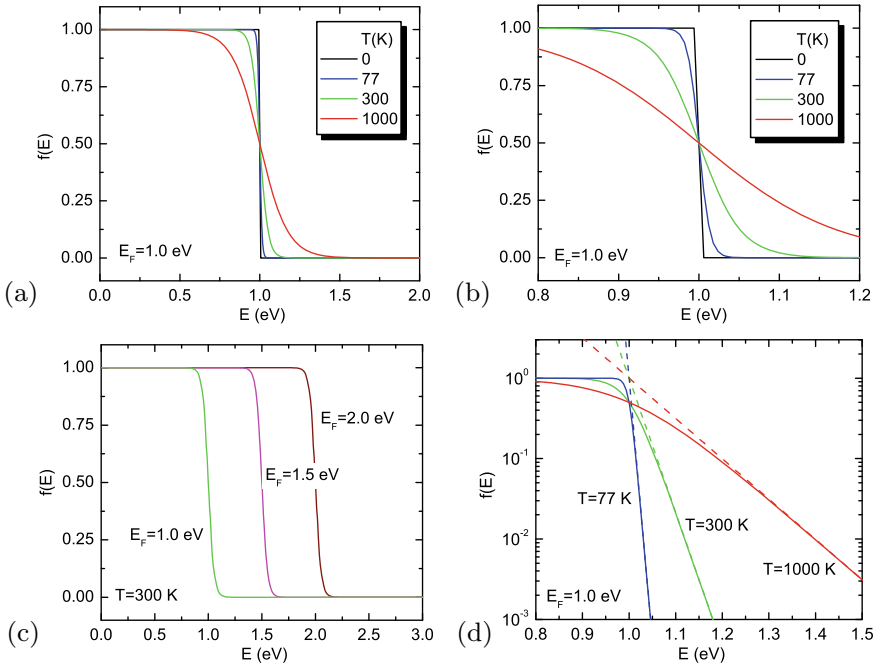 T(K)
0
77
300
1000
1.00
0.75
0.50
0.25
0.00
f(E)
E_F=1.0 eV
0.0 0.5 1.0 1.5 2.0
E (eV)
(a)
T(K)
0
77
300
1000
1.00
0.75
0.50
0.25
0.00
f(E)
E_F=1.0 eV
0.8 0.9 1.0 1.1 1.2
E (eV)
(b)
1.00
0.75
0.50
0.25
0.00
f(E)
E_F=2.0 eV
E_F=1.5 eV
E_F=1.0 eV
T=300 K
0.0 0.5 1.0 1.5 2.0 2.5 3.0
E (eV)
(c)
10^0
10^-1
10^-2
10^-3
f(E)
T=77 K
T=300 K
T=1000 K
E_F=1.0 eV
0.8 0.9 1.0 1.1 1.2 1.3 1.4 1.5
E (eV)
(d)